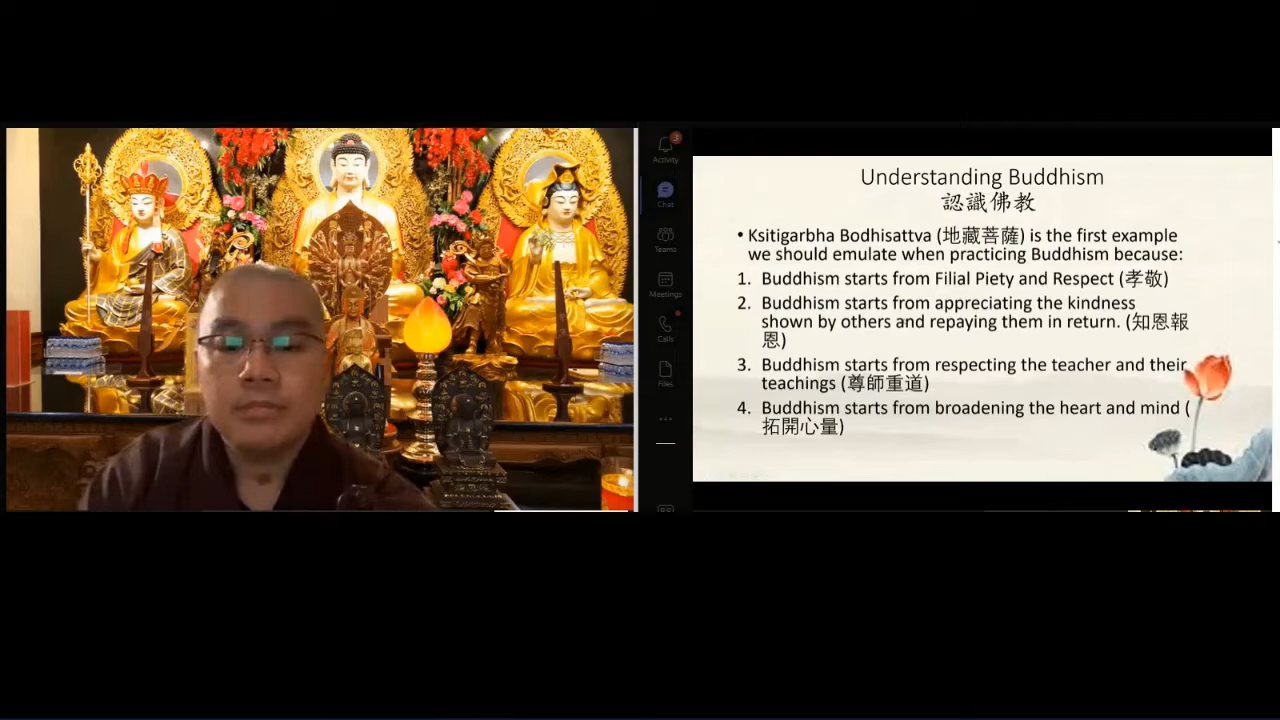 3
Activity
Chat
Teams
Meetings
Calls
Files
Understanding Buddhism
認識佛教
• Ksitigarbha Bodhisattva (地藏菩薩) is the first example
we should emulate when practicing Buddhism because:
1. Buddhism starts from Filial Piety and Respect (孝敬)
2. Buddhism starts from appreciating the kindness
shown by others and repaying them in return. (知恩報
恩)
3. Buddhism starts from respecting the teacher and their
teachings (尊師重道)
4. Buddhism starts from broadening the heart and mind (
拓開心量)